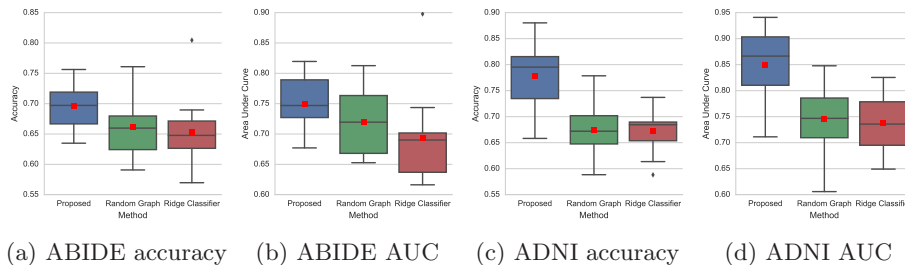 0.85
0.80
0.75
0.70
0.65
0.60
0.55
Accuracy
Proposed Random Graph Ridge Classifier
Method
0.90
0.85
0.80
0.75
0.70
0.65
0.60
Area Under Curve
Proposed Random Graph Ridge Classifier
Method
0.90
0.85
0.80
0.75
0.70
0.65
0.60
0.55
Accuracy
Proposed Random Graph Ridge Classifier
Method
0.95
0.90
0.85
0.80
0.75
0.70
0.65
0.60
Area Under Curve
Proposed Random Graph Ridge Classifier
Method
(a) ABIDE accuracy (b) ABIDE AUC (c) ADNI accuracy (d) ADNI AUC